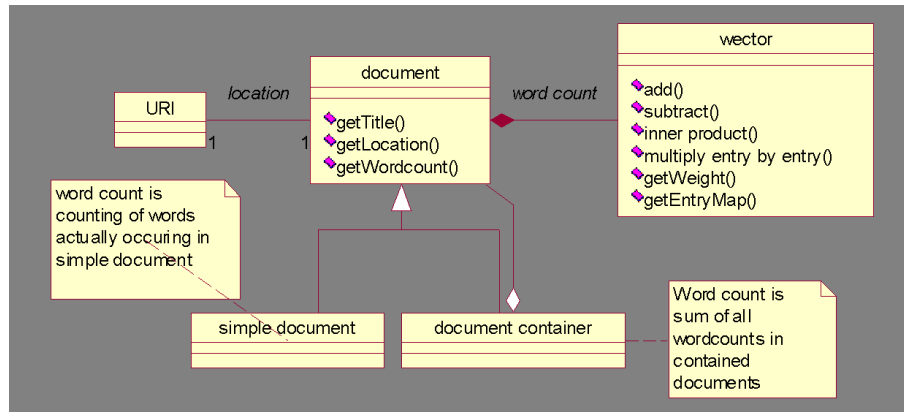 wector
document
location
word count
URI
add()
subtract()
inner product()
multiply entry by entry()
getWeight()
getEntryMap()
getTitle()
getLocation()
getWordcount()
1
1
word count is
counting of words
actually occuring in
simple document
simple document
document container
Word count is
sum of all
wordcounts in
contained
documents